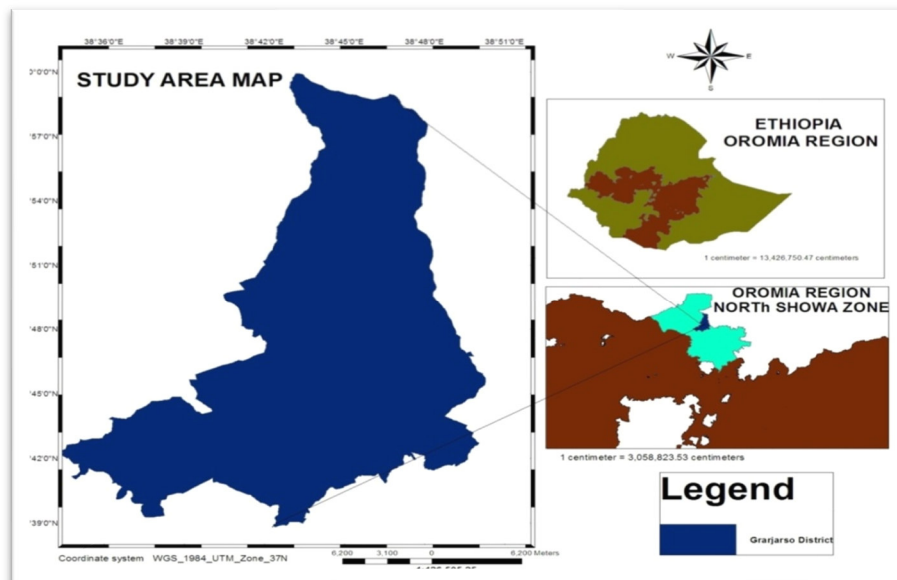 38°36'0"E 38°39'0"E 38°42'0"E 38°45'0"E 38°48'0"E 38°51'0"E
STUDY AREA MAP
0°0'0"N
'57'0"N
'54'0"N
'51'0"N
'48'0"N
'45'0"N
'42'0"N
'39'0"N
Coordinate system WGS_1984_UTM_Zone_37N
6,200 3,100 0 6,200 Meters
N
W E
S
ETHIOPIA
OROMIA REGION
1 centimeter = 13,426,750.47 centimeters
OROMIA REGION
NORTh SHOWA ZONE
1 centimeter = 3,058,823.53 centimeters
Legend
Grarjarso District